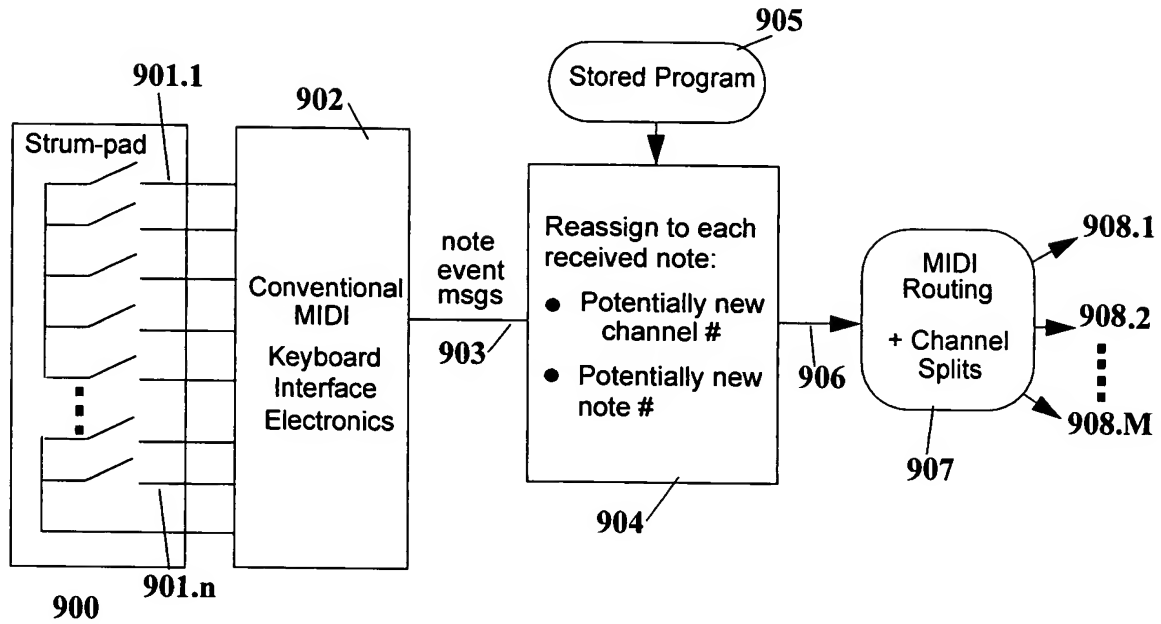 905
Stored Program
901.1
902
Strum-pad
Conventional
MIDI
Keyboard
Interface
Electronics
note
event
msgs
903
Reassign to each
received note:
● Potentially new
channel #
● Potentially new
note #
904
906
MIDI
Routing
+ Channel
Splits
907
908.1
908.2
908.M
901.n
900